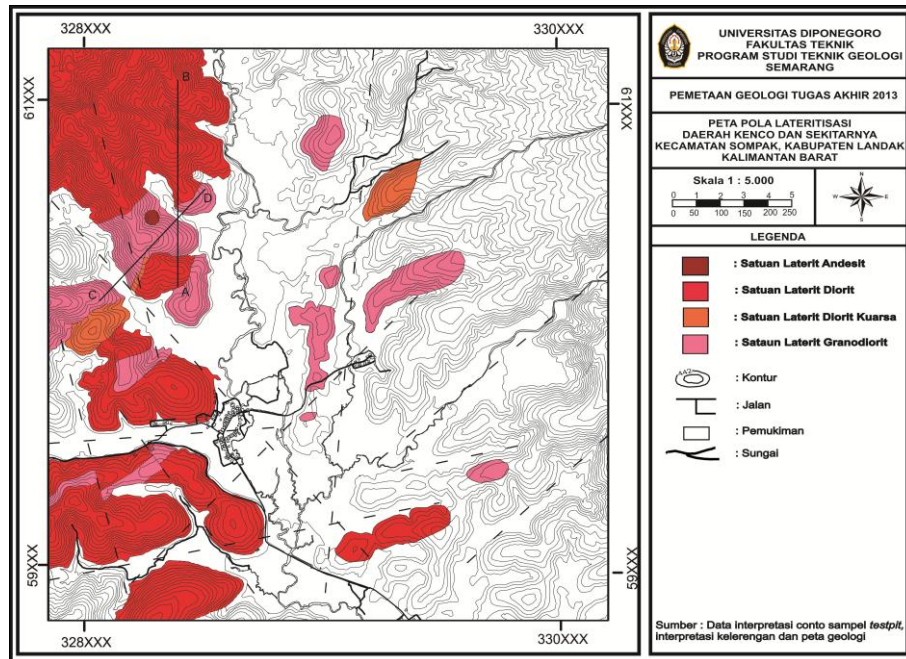 328XXX
330XXX
61XXX
61XXX
B
D
C
A
59XXX
59XXX
328XXX
330XXX
UNIVERSITAS DIPONEGORO
FAKULTAS TEKNIK
PROGRAM STUDI TEKNIK GEOLOGI
SEMARANG
PEMETAAN GEOLOGI TUGAS AKHIR 2013
PETA POLA LATERITISASI
DAERAH KENCO DAN SEKITARNYA
KECAMATAN SOMPAK, KABUPATEN LANDAK
KALIMANTAN BARAT
Skala 1 : 5.000
0 1 2 3 4 5
0 50 100 150 200 250
N
W E
S
LEGENDA
: Satuan Laterit Andesit
: Satuan Laterit Diorit
: Satuan Laterit Diorit Kuarsa
: Sataun Laterit Granodiorit
442
: Kontur
: Jalan
: Pemukiman
: Sungai
Sumber : Data interpretasi conto sampel testpit,
interpretasi kelerengan dan peta geologi